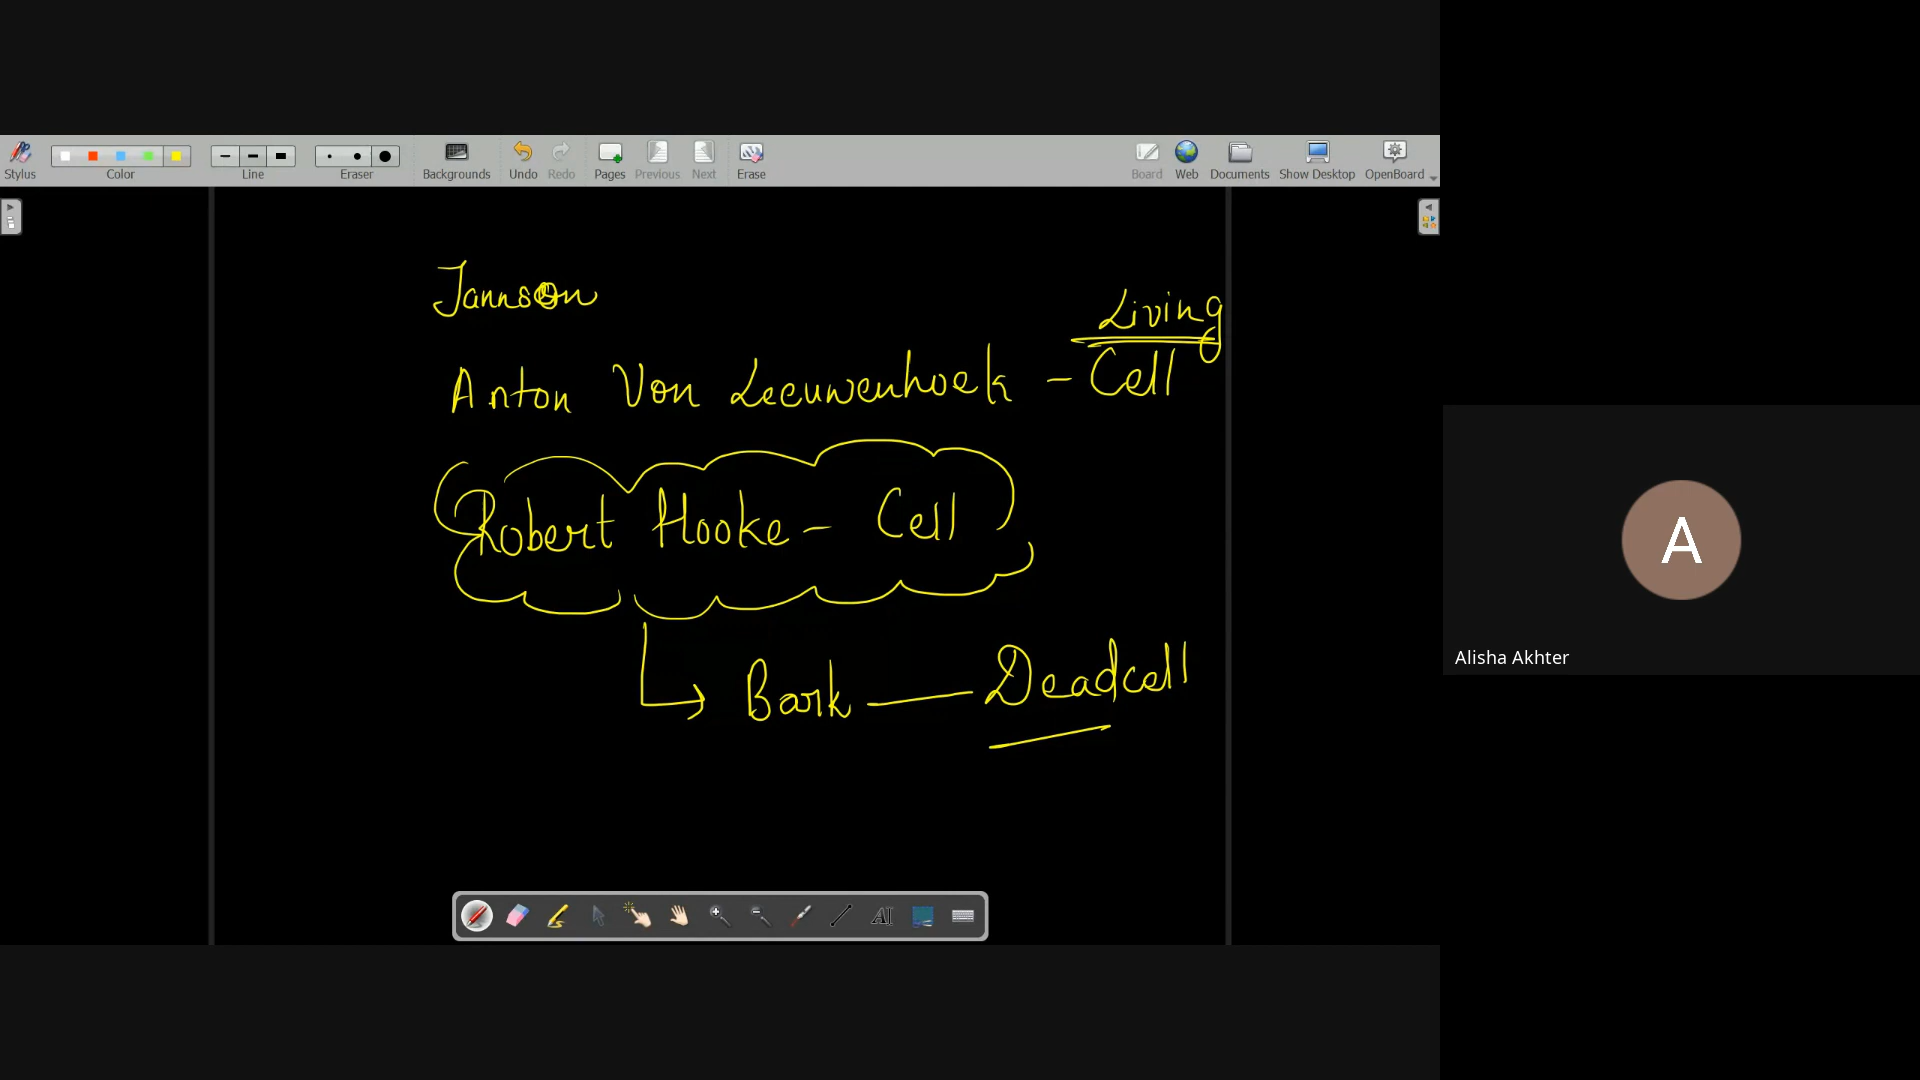 Stylus Color Line Eraser Backgrounds Undo Redo Pages Previous Next Erase Board Web Documents Show Desktop OpenBoard
Jannson
Living
Anton Von Leeuwenhoek - Cell
Robert Hooke - Cell
Bark — Deadcell
A
Alisha Akhter